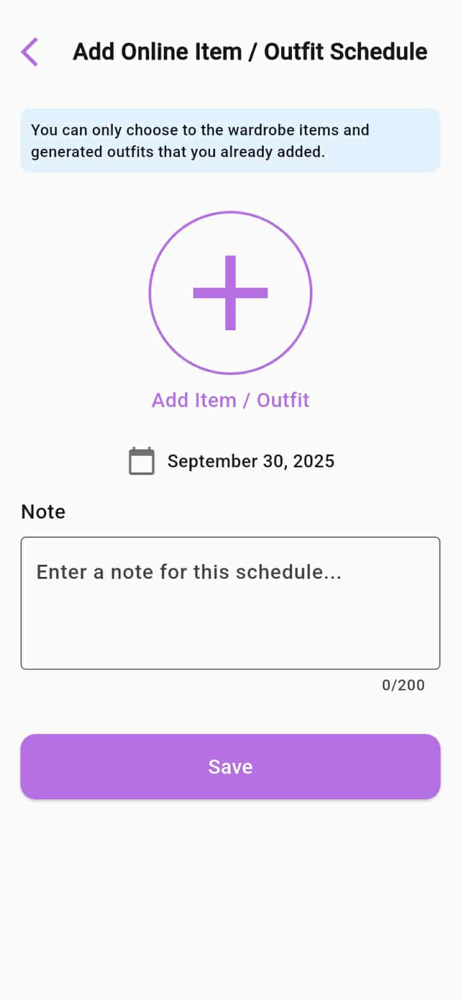 Add Online Item / Outfit Schedule
You can only choose to the wardrobe items and
generated outfits that you already added.
Add Item / Outfit
September 30, 2025
Note
Enter a note for this schedule...
0/200
Save